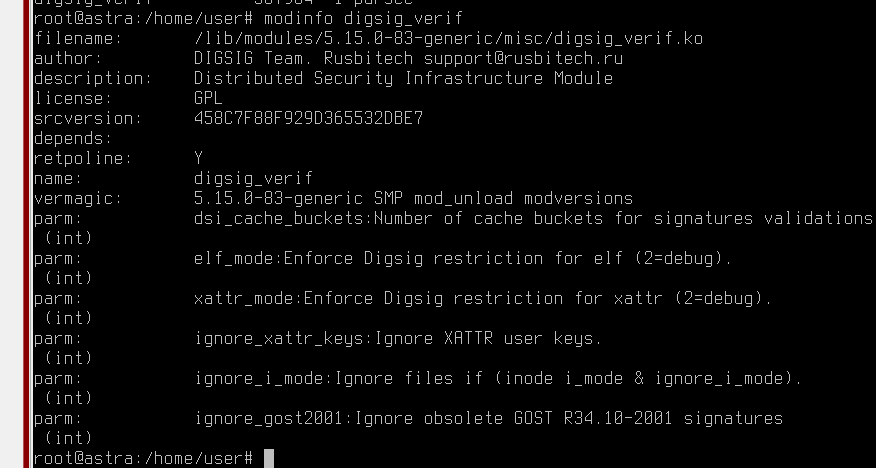 root@astra:/home/user# modinfo digsig_verif
filename: /lib/modules/5.15.0-83-generic/misc/digsig_verif.ko
author: DIGSIG Team. Rusbitech support@rusbitech.ru
description: Distributed Security Infrastructure Module
license: GPL
srcversion: 458C7F88F929D365532DBE7
depends:
retpoline: Y
name: digsig_verif
vermagic: 5.15.0-83-generic SMP mod_unload modversions
parm: dsi_cache_buckets:Number of cache buckets for signatures validations
(int)
parm: elf_mode:Enforce Digsig restriction for elf (2=debug).
(int)
parm: xattr_mode:Enforce Digsig restriction for xattr (2=debug).
(int)
parm: ignore_xattr_keys:Ignore XATTR user keys.
(int)
parm: ignore_i_mode:Ignore files if (inode i_mode & ignore_i_mode).
(int)
parm: ignore_gost2001:Ignore obsolete GOST R34.10-2001 signatures
(int)
root@astra:/home/user#